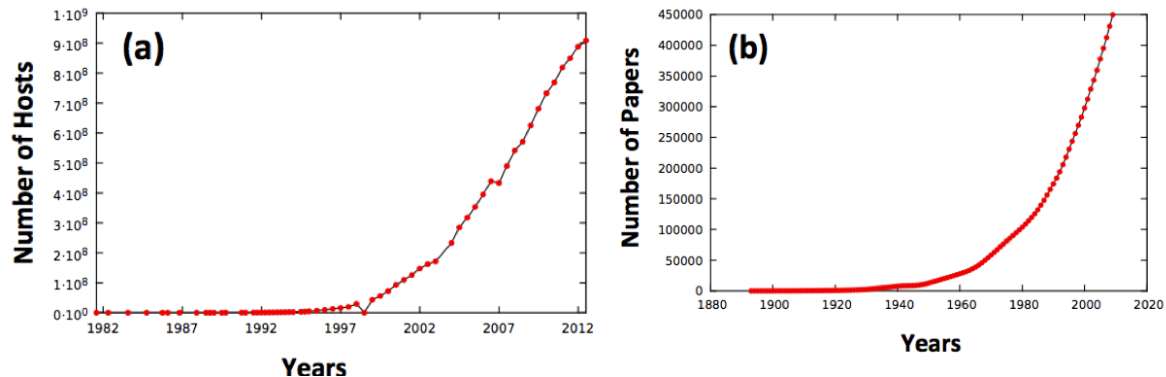 (a)
Number of Hosts
1·10⁹
9·10⁸
8·10⁸
7·10⁸
6·10⁸
5·10⁸
4·10⁸
3·10⁸
2·10⁸
1·10⁸
0·10⁰
1982 1987 1992 1997 2002 2007 2012
Years
(b)
Number of Papers
450000
400000
350000
300000
250000
200000
150000
100000
50000
0
1880 1900 1920 1940 1960 1980 2000 2020
Years